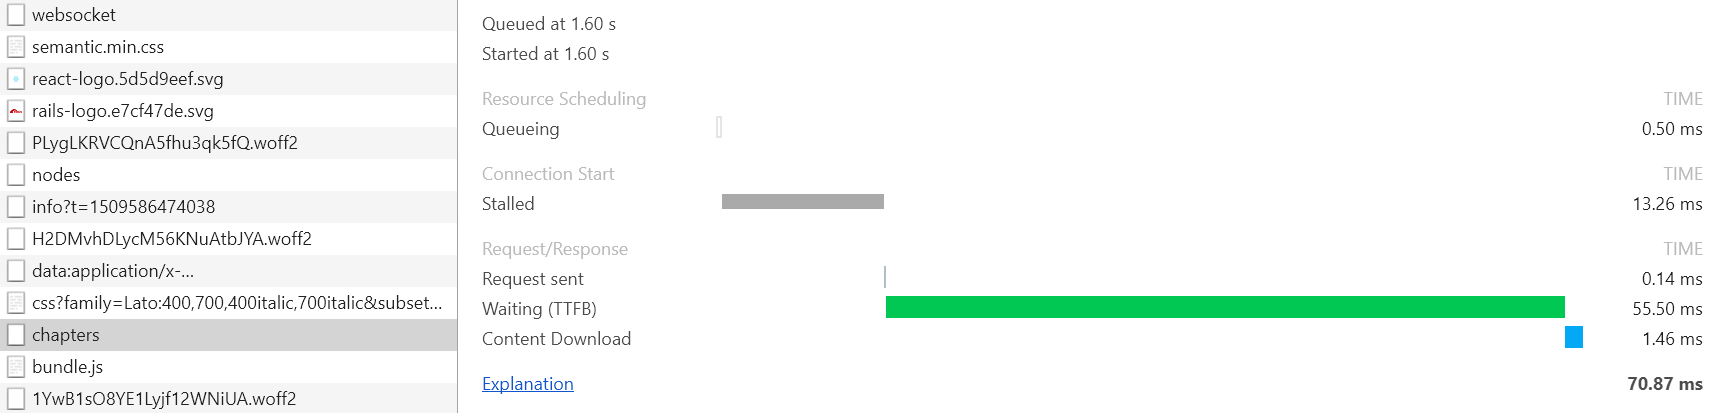 websocket
semantic.min.css
react-logo.5d5d9eef.svg
rails-logo.e7cf47de.svg
PLygLKRVCQnA5fhu3qk5fQ.woff2
nodes
info?t=1509586474038
H2DMvhDLycM56KNuAtbJYA.woff2
data:application/x-...
css?family=Lato:400,700,400italic,700italic&subset...
chapters
bundle.js
1YwB1sO8YE1Lyjf12WNiUA.woff2
Queued at 1.60 s
Started at 1.60 s
Resource Scheduling TIME
Queueing 0.50 ms
Connection Start TIME
Stalled 13.26 ms
Request/Response TIME
Request sent 0.14 ms
Waiting (TTFB) 55.50 ms
Content Download 1.46 ms
Explanation 70.87 ms